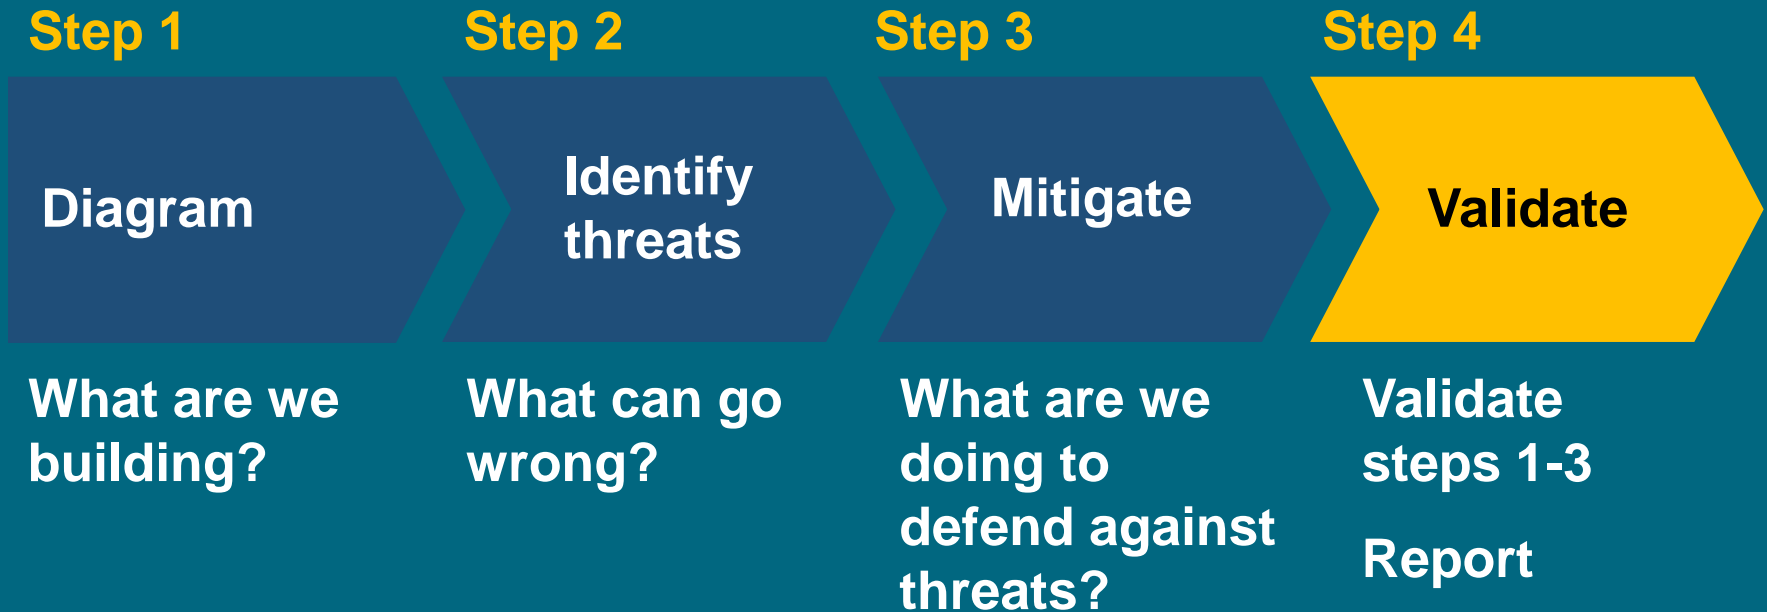 Step 1
Step 2
Step 3
Step 4
Diagram
Identify
threats
Mitigate
Validate
What are we
building?
What can go
wrong?
What are we
doing to
defend against
threats?
Validate
steps 1-3
Report